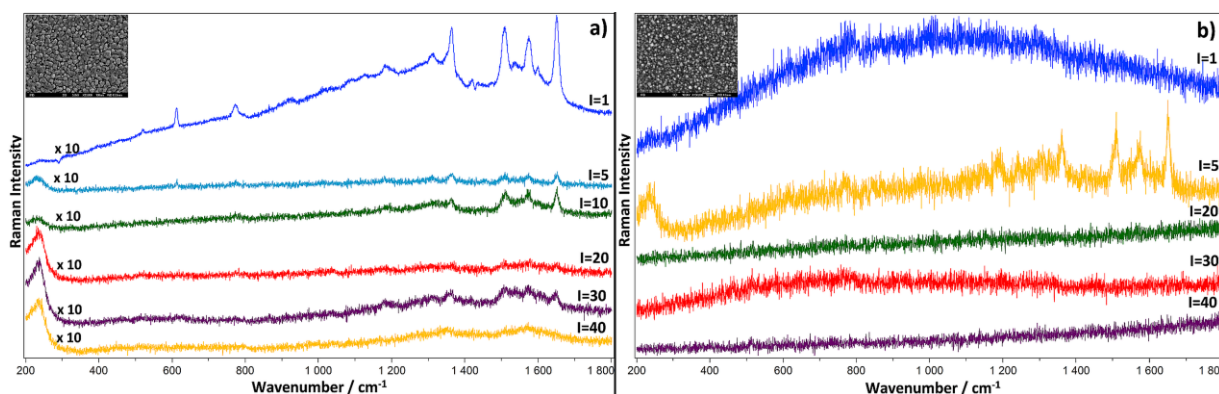 a)
I=1
x 10
I=5
x 10
I=10
x 10
I=20
x 10
I=30
x 10
I=40
x 10
Raman Intensity
200 400 600 800 1 000 1 200 1 400 1 600 1 800
Wavenumber / cm-1
b)
I=1
I=5
I=20
I=30
I=40
Raman Intensity
200 400 600 800 1 000 1 200 1 400 1 600 1 80
Wavenumber / cm-1